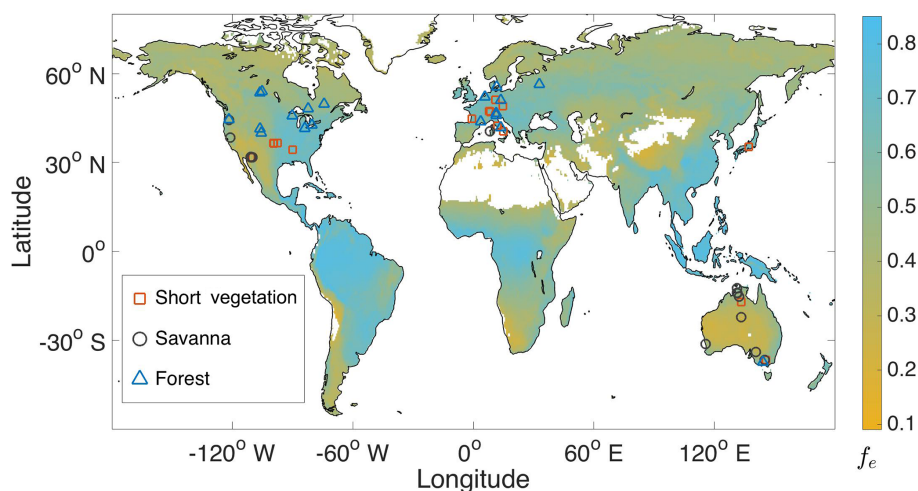 60° N
30° N
0°
-30° S
Latitude
Short vegetation
Savanna
Forest
-120° W
-60° W
0°
60° E
120° E
Longitude
0.8
0.7
0.6
0.5
0.4
0.3
0.2
0.1
fₑ